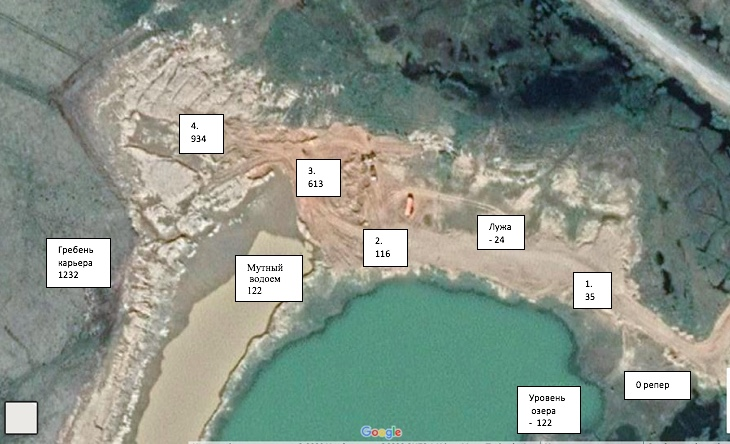 4.
934
3.
613
Лужа
- 24
2.
116
Гребень
карьера
1232
Мутный
водоем
122
1.
35
0 репер
Уровень
озера
- 122
Google